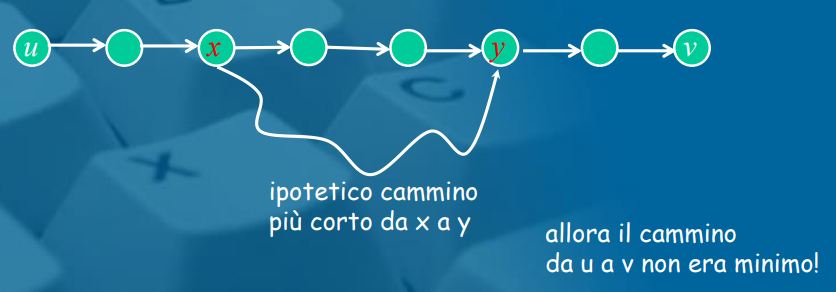 u x y v
ipotetico cammino
più corto da x a y
allora il cammino
da u a v non era minimo!
C
X